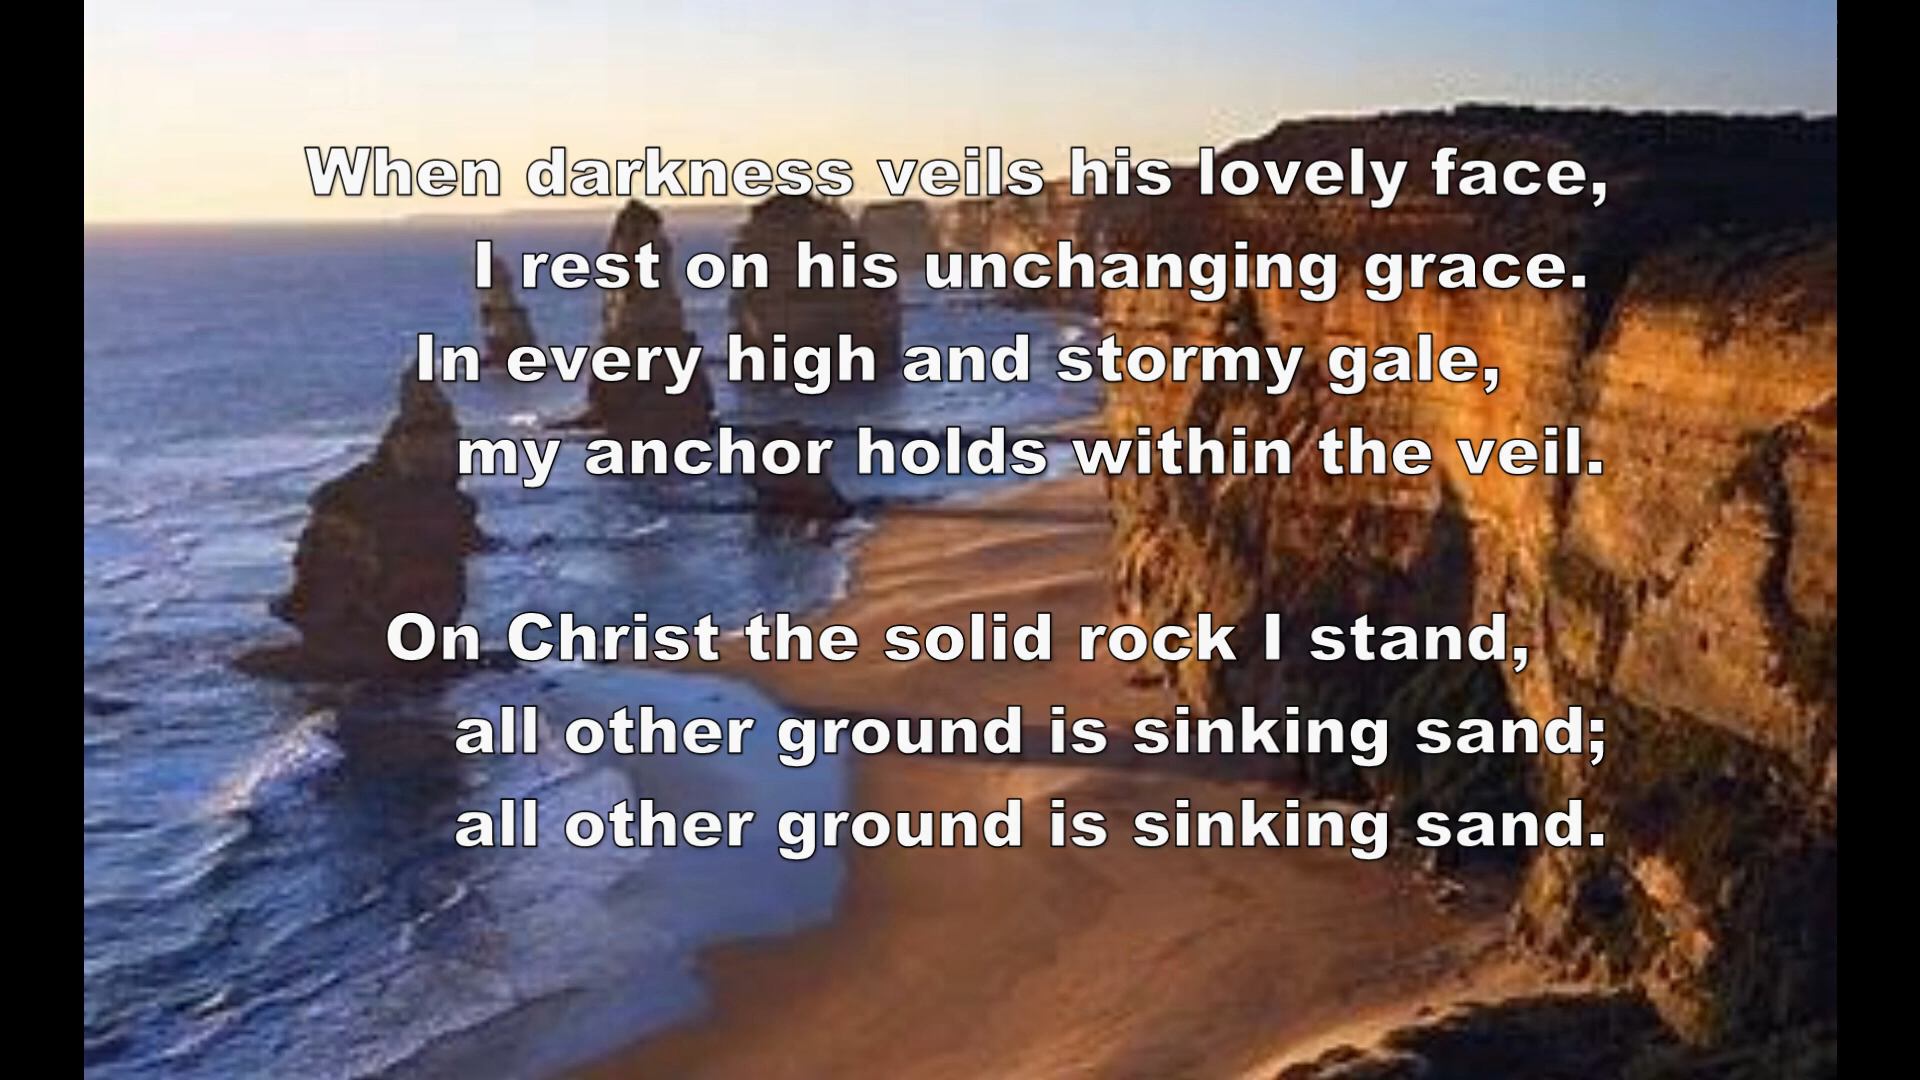 When darkness veils his lovely face,
I rest on his unchanging grace.
In every high and stormy gale,
my anchor holds within the veil.
On Christ the solid rock I stand,
all other ground is sinking sand;
all other ground is sinking sand.